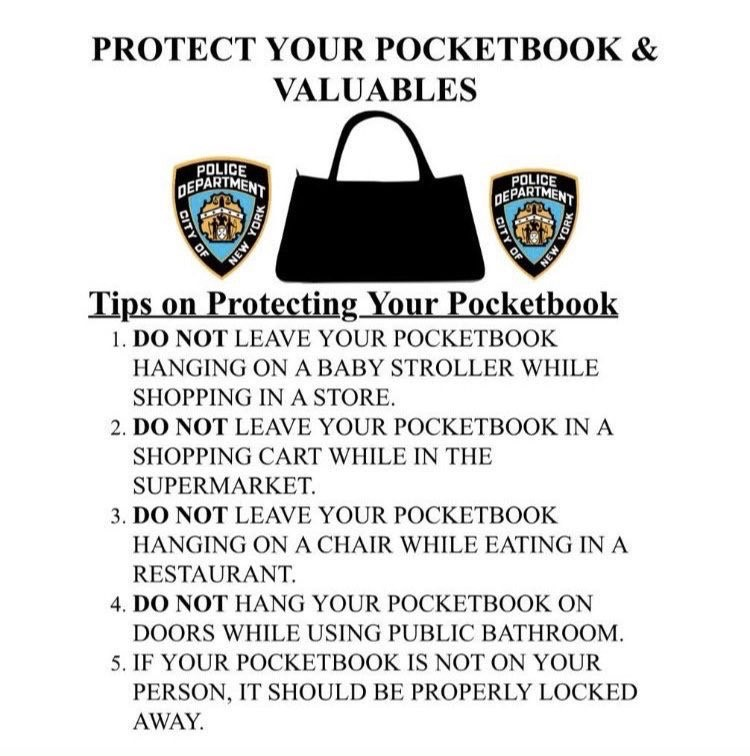 PROTECT YOUR POCKETBOOK &
VALUABLES
POLICE
DEPARTMENT
CITY OF
NEW YORK
POLICE
DEPARTMENT
CITY OF
NEW YORK
Tips on Protecting Your Pocketbook
1. DO NOT LEAVE YOUR POCKETBOOK
HANGING ON A BABY STROLLER WHILE
SHOPPING IN A STORE.
2. DO NOT LEAVE YOUR POCKETBOOK IN A
SHOPPING CART WHILE IN THE
SUPERMARKET.
3. DO NOT LEAVE YOUR POCKETBOOK
HANGING ON A CHAIR WHILE EATING IN A
RESTAURANT.
4. DO NOT HANG YOUR POCKETBOOK ON
DOORS WHILE USING PUBLIC BATHROOM.
5. IF YOUR POCKETBOOK IS NOT ON YOUR
PERSON, IT SHOULD BE PROPERLY LOCKED
AWAY.